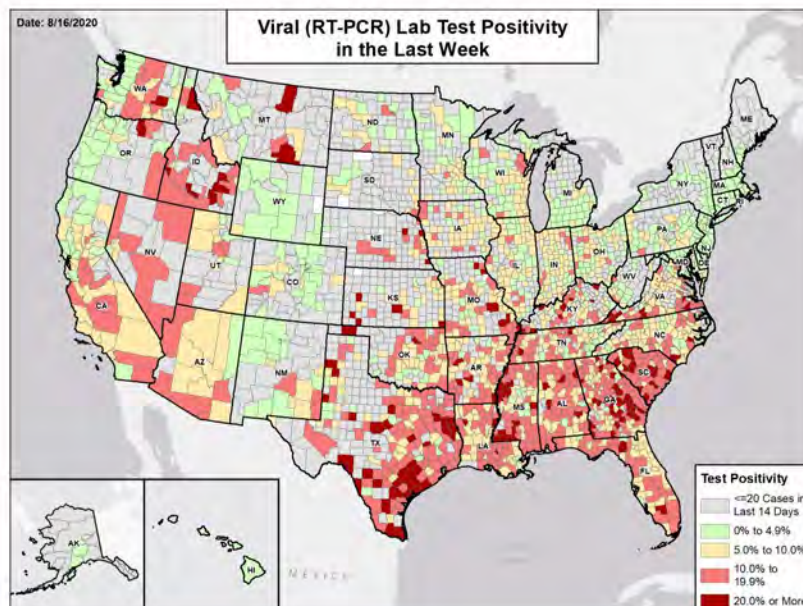 Date: 8/16/2020
Viral (RT-PCR) Lab Test Positivity
in the Last Week
WA
MT
ND
MN
ME
OR
ID
WY
SD
WI
MI
VT
NH
NY
MA
CT
RI
NV
UT
CO
NE
IA
IL
IN
OH
PA
NJ
MD
DE
CA
KS
MO
KY
WV
VA
AZ
NM
OK
AR
TN
NC
SC
TX
LA
MS
AL
GA
FL
AK
HI
MÉXICO
Test Positivity
<=20 Cases in
Last 14 Days
0% to 4.9%
5.0% to 10.0%
10.0% to
19.9%
20.0% or More